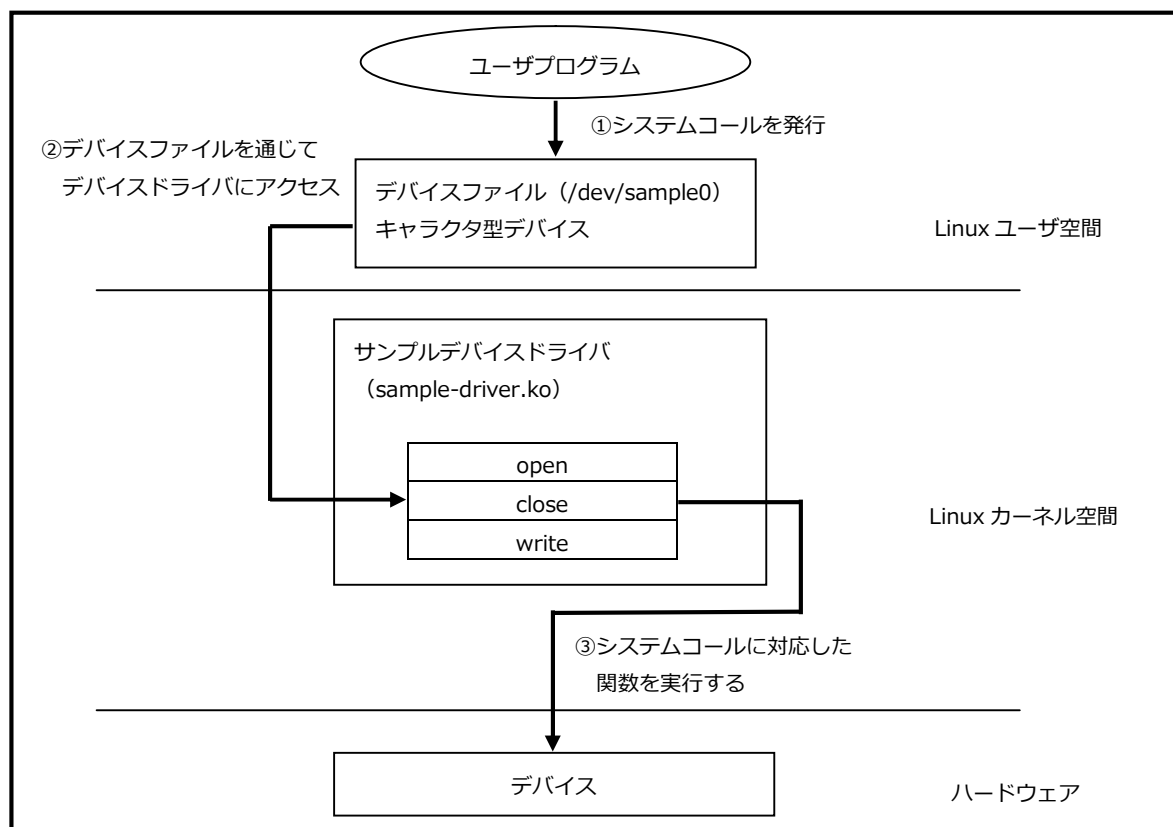 ユーザプログラム
①システムコールを発行
②デバイスファイルを通じて
デバイスドライバにアクセス
デバイスファイル（/dev/sample0）
キャラクタ型デバイス
Linux ユーザ空間
サンプルデバイスドライバ
（sample-driver.ko）
open
close
write
Linux カーネル空間
③システムコールに対応した
関数を実行する
デバイス
ハードウェア